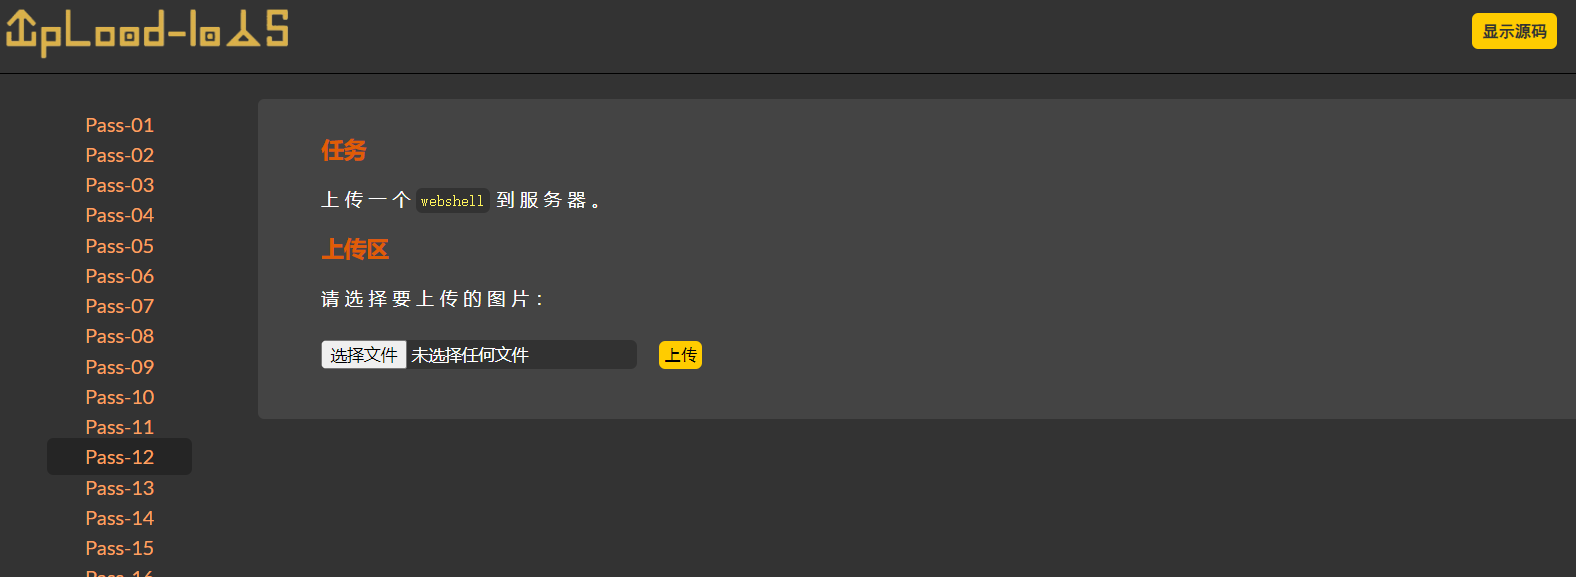 UpLoad-labS
显示源码
Pass-01
Pass-02
Pass-03
Pass-04
Pass-05
Pass-06
Pass-07
Pass-08
Pass-09
Pass-10
Pass-11
Pass-12
Pass-13
Pass-14
Pass-15
Pass-16
任务
上传一个 webshell 到服务器。
上传区
请选择要上传的图片：
选择文件 未选择任何文件 上传